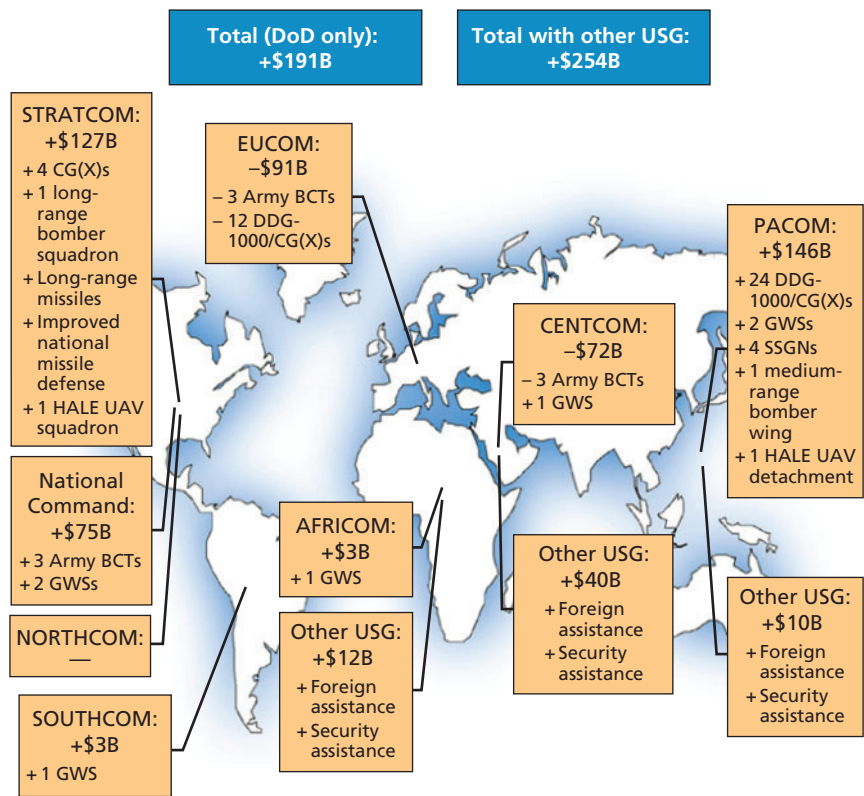 Total (DoD only):
+$191B
Total with other USG:
+$254B
STRATCOM:
+$127B
+ 4 CG(X)s
+ 1 long-
range
bomber
squadron
+ Long-range
missiles
+ Improved
national
missile
defense
+ 1 HALE UAV
squadron
EUCOM:
–$91B
– 3 Army BCTs
– 12 DDG-
1000/CG(X)s
PACOM:
+$146B
+ 24 DDG-
1000/CG(X)s
+ 2 GWSs
+ 4 SSGNs
+ 1 medium-
range
bomber
wing
+ 1 HALE UAV
detachment
CENTCOM:
–$72B
– 3 Army BCTs
+ 1 GWS
National
Command:
+$75B
+ 3 Army BCTs
+ 2 GWSs
AFRICOM:
+$3B
+ 1 GWS
Other USG:
+$40B
+ Foreign
assistance
+ Security
assistance
Other USG:
+$10B
+ Foreign
assistance
+ Security
assistance
NORTHCOM:
—
Other USG:
+$12B
+ Foreign
assistance
+ Security
assistance
SOUTHCOM:
+$3B
+ 1 GWS